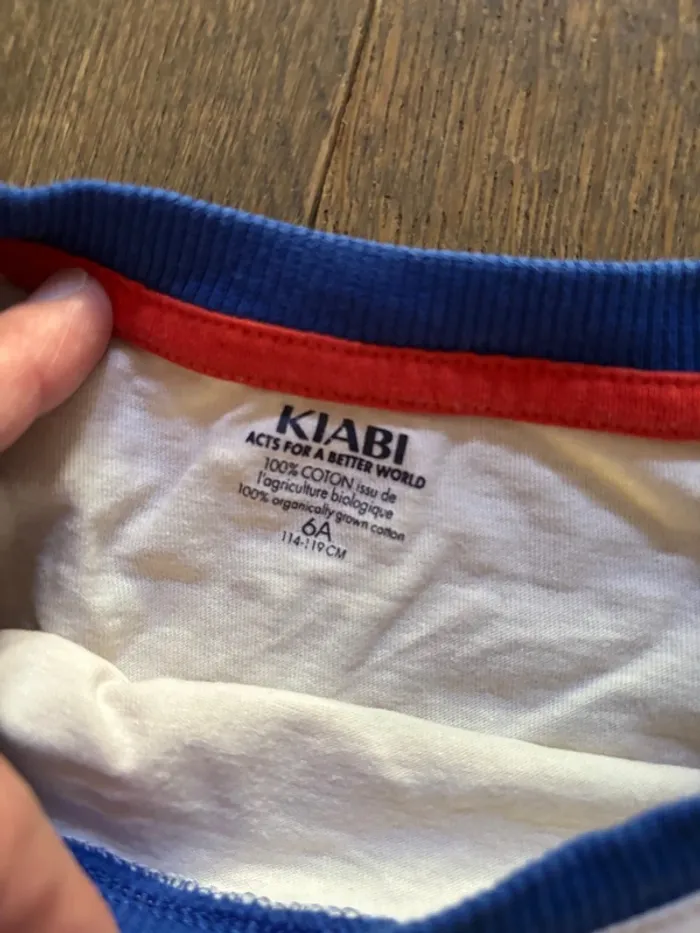 KIABI
ACTS FOR A BETTER WORLD
100% COTON issu de
l'agriculture biologique
100% organically grown cotton
6A
114-119 CM